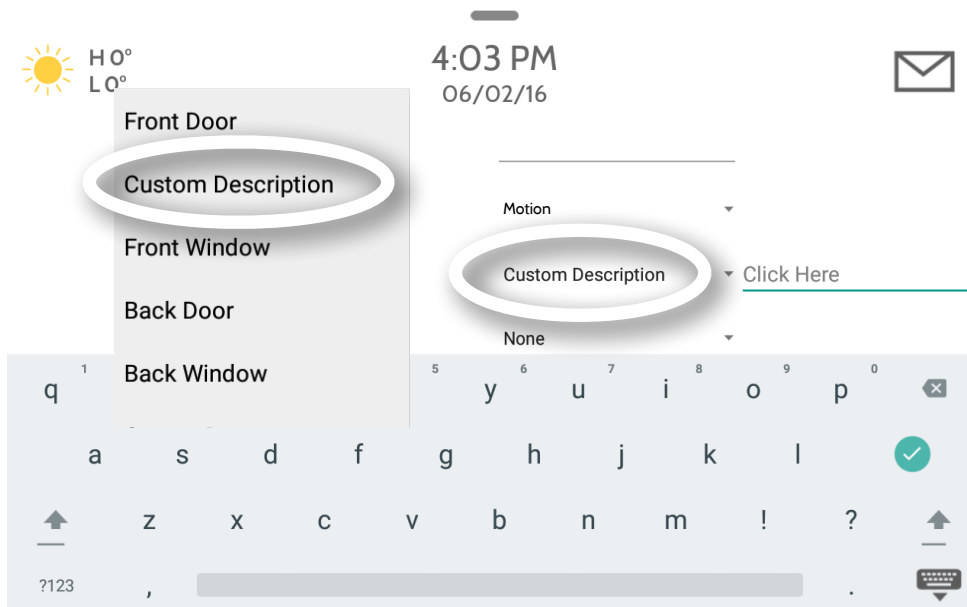 H 0°
L 0°
4:03 PM
06/02/16
Front Door
Custom Description
Front Window
Back Door
Back Window
Motion
Custom Description
Click Here
None
q 1 5 y 6 u 7 i 8 o 9 p 0
a s d f g h j k l
z x c v b n m ! ?
?123 , .